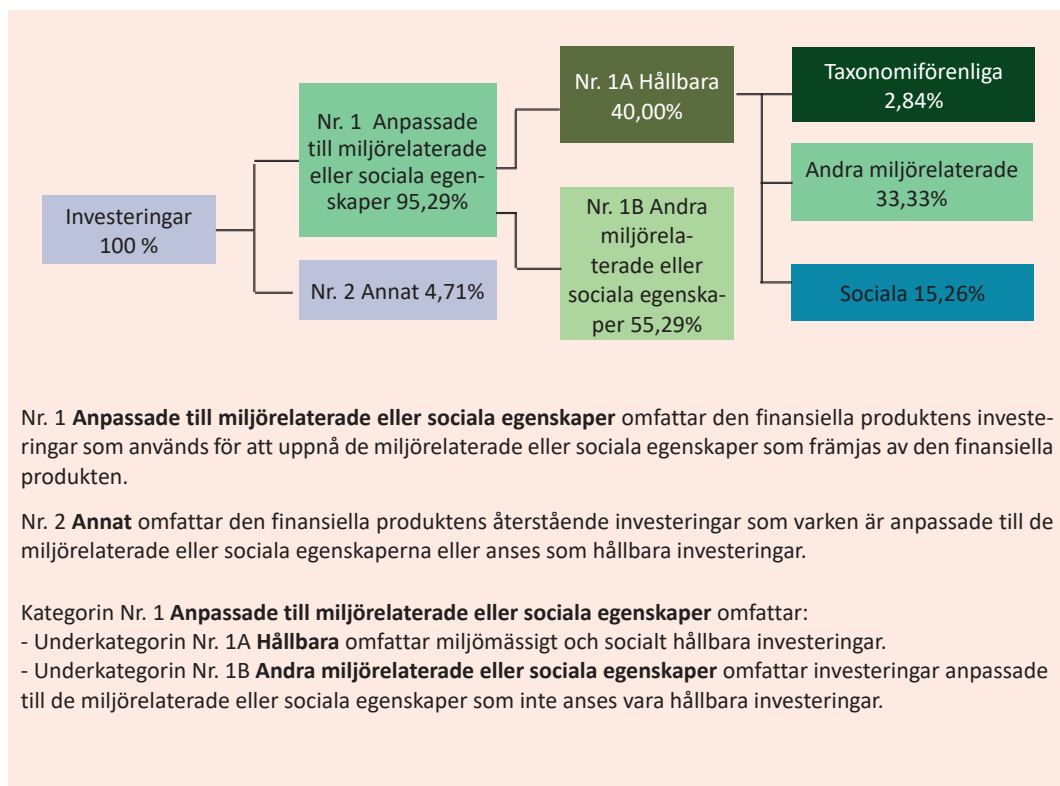 Investeringar
100 %
Nr. 1  Anpassade
till miljörelaterade
eller sociala egen-
skaper 95,29%
Nr. 2 Annat 4,71%
Nr. 1A Hållbara
40,00%
Nr. 1B Andra
miljörela-
terade eller
sociala egenska-
per 55,29%
Taxonomiförenliga
2,84%
Andra miljörelaterade
33,33%
Sociala 15,26%
Nr. 1 Anpassade till miljörelaterade eller sociala egenskaper omfattar den finansiella produktens investe-
ringar som används för att uppnå de miljörelaterade eller sociala egenskaper som främjas av den finansiella
produkten.
Nr. 2 Annat omfattar den finansiella produktens återstående investeringar som varken är anpassade till de
miljörelaterade eller sociala egenskaperna eller anses som hållbara investeringar.
Kategorin Nr. 1 Anpassade till miljörelaterade eller sociala egenskaper omfattar:
- Underkategorin Nr. 1A Hållbara omfattar miljömässigt och socialt hållbara investeringar.
- Underkategorin Nr. 1B Andra miljörelaterade eller sociala egenskaper omfattar investeringar anpassade
till de miljörelaterade eller sociala egenskaper som inte anses vara hållbara investeringar.